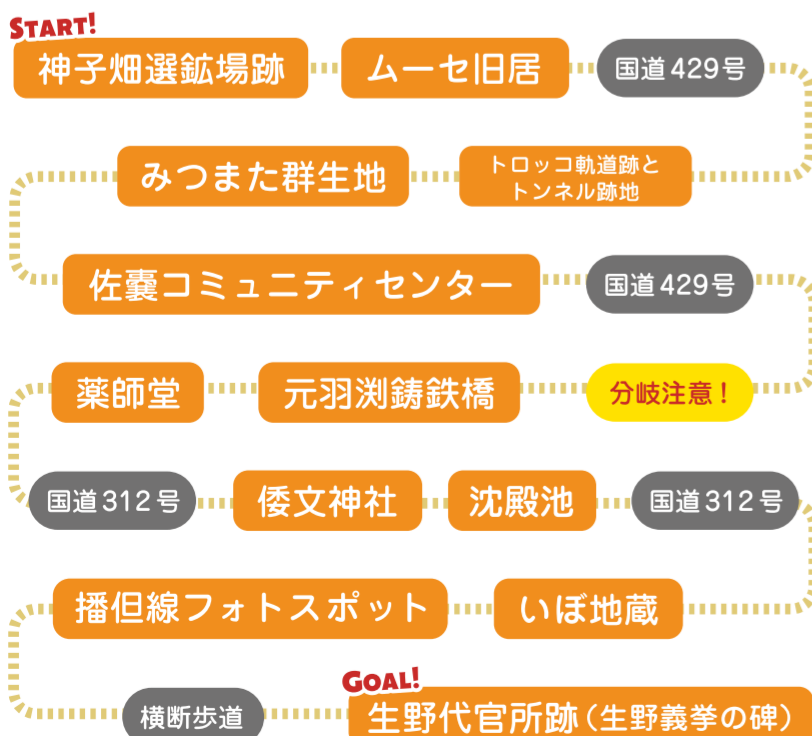 START!
神子畑選鉱場跡
ムーセ旧居
国道429号
トロッコ軌道跡と
トンネル跡地
みつまた群生地
佐嚢コミュニティセンター
国道429号
分岐注意！
元羽渕鋳鉄橋
薬師堂
国道312号
倭文神社
沈殿池
国道312号
いぼ地蔵
播但線フォトスポット
横断歩道
GOAL!
生野代官所跡（生野義挙の碑）